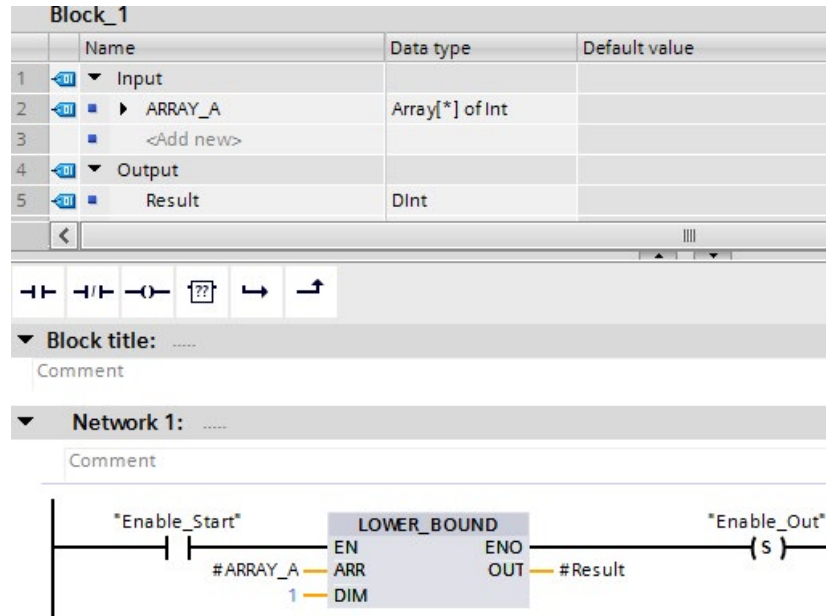 Block_1
Name Data type Default value
1 ▼ Input
2 ▶ ARRAY_A Array[*] of Int
3 <Add new>
4 ▼ Output
5 Result DInt
??
▼ Block title: .....
Comment
▼ Network 1: .....
Comment
"Enable_Start" LOWER_BOUND "Enable_Out"
EN ENO S
#ARRAY_A ARR OUT #Result
1 DIM